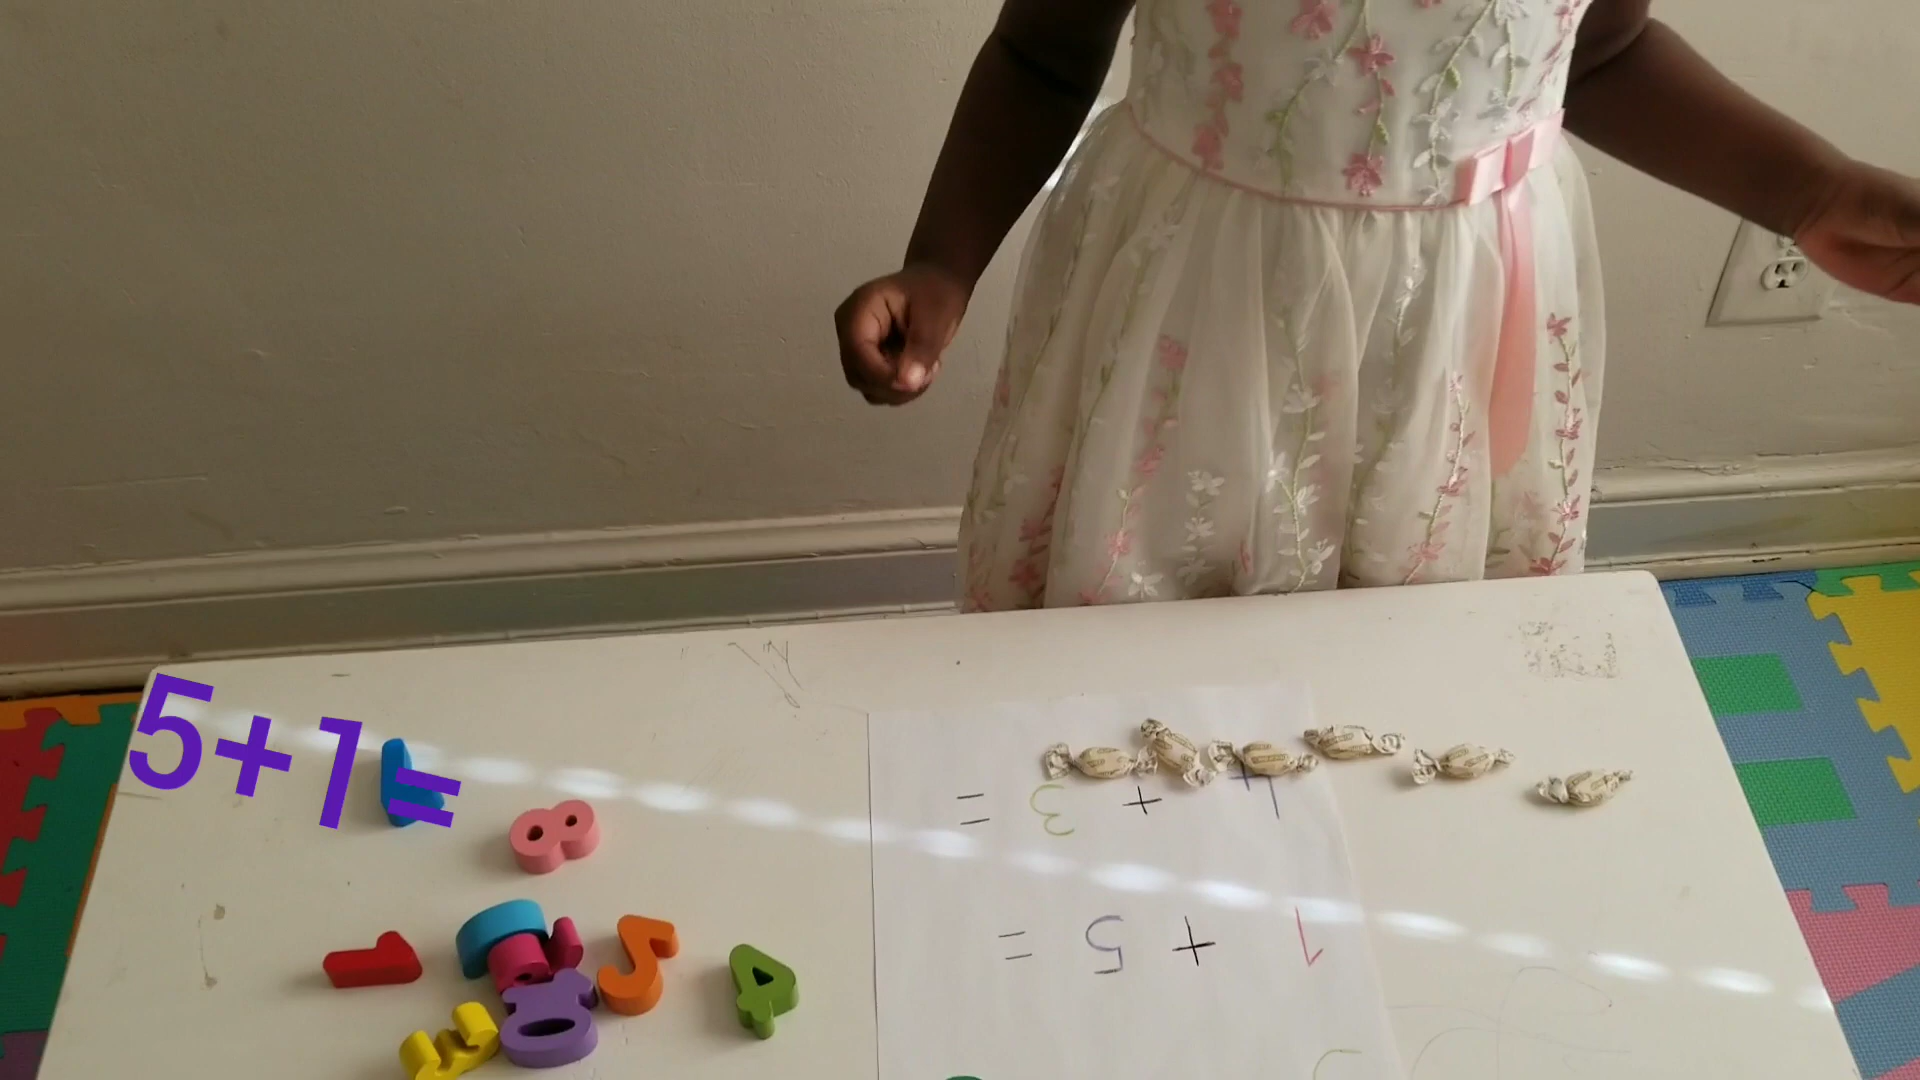 5+1=
4 + 3 =
1 + 5 =